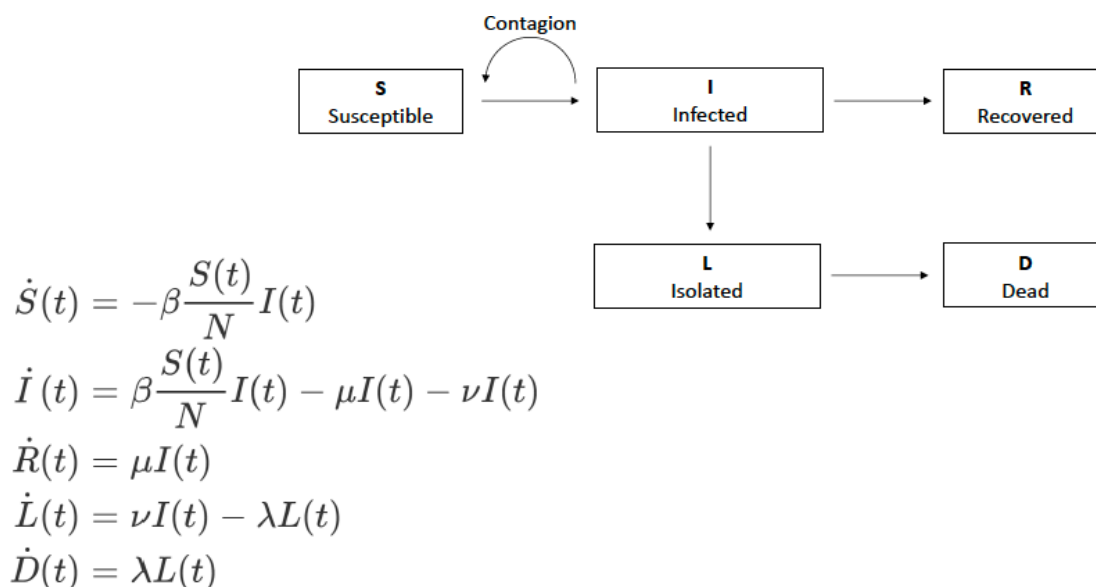 Contagion
S
Susceptible
I
Infected
R
Recovered
L
Isolated
D
Dead
Ṡ(t) = −β S(t)/N I(t)
İ(t) = β S(t)/N I(t) − μI(t) − νI(t)
Ṙ(t) = μI(t)
L̇(t) = νI(t) − λL(t)
Ḋ(t) = λL(t)